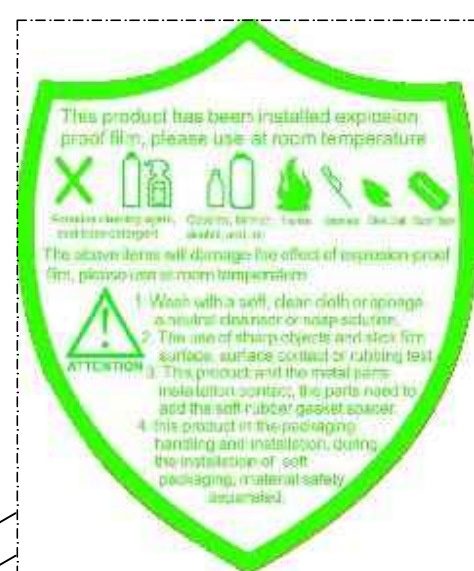 This product has been installed explosion
proof film, please use at room temperature
The above items will damage the effect of explosion-proof
film, please use at room temperature
ATTENTION
1. Wash with a soft, clean cloth or sponge
a neutral cleanser or soap solution.
2. The use of sharp objects and stick film
surface, surface contact or rubbing test
3. This product and the metal parts
installation contact, the parts need to
add the soft rubber gasket spacer.
4. this product in the packaging
handling and installation, during
the installation of soft
packaging, material safety
separated.